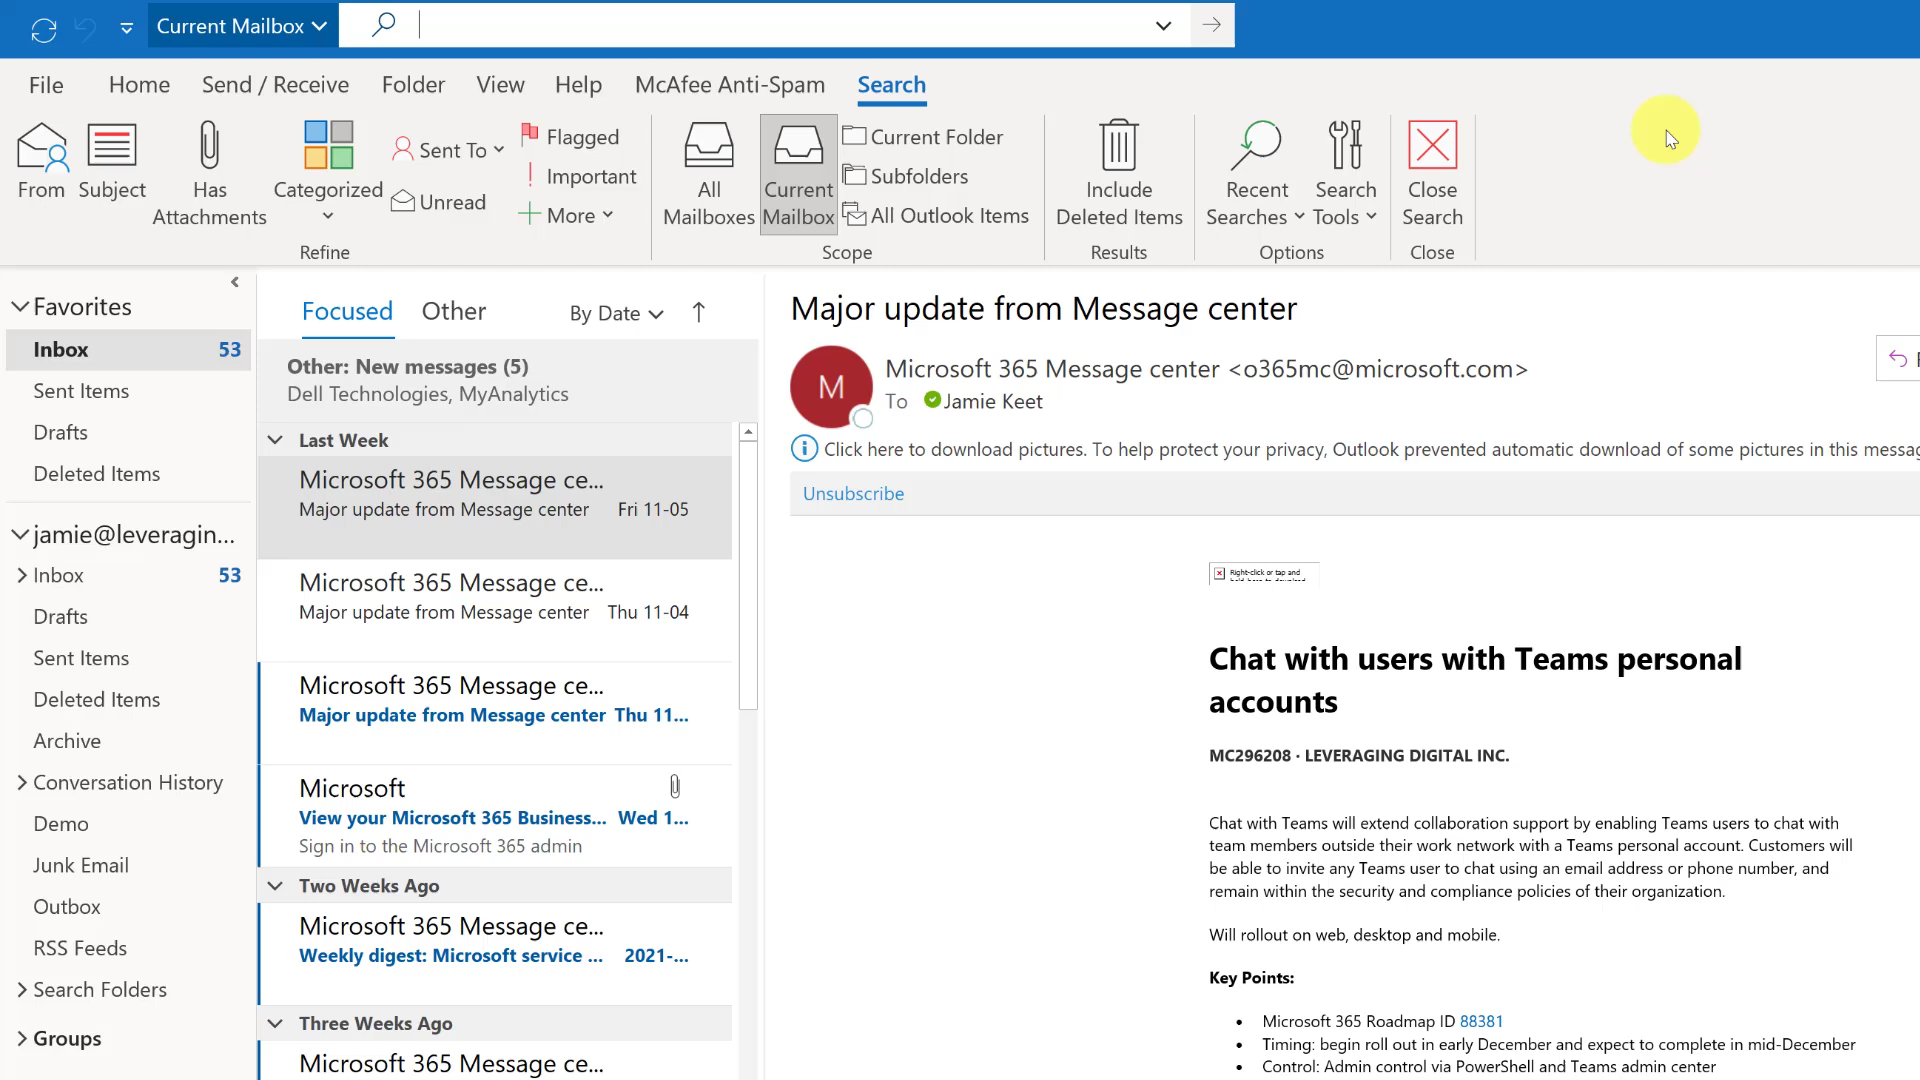 Current Mailbox
File Home Send / Receive Folder View Help McAfee Anti-Spam Search
From
Subject
Has
Attachments
Categorized
Sent To
Unread
Flagged
Important
More
Refine
All
Mailboxes
Current
Mailbox
Current Folder
Subfolders
All Outlook Items
Scope
Include
Deleted Items
Results
Recent
Searches
Search
Tools
Options
Close
Search
Close
Favorites
Inbox 53
Sent Items
Drafts
Deleted Items
jamie@leveragin...
Inbox 53
Drafts
Sent Items
Deleted Items
Archive
Conversation History
Demo
Junk Email
Outbox
RSS Feeds
Search Folders
Groups
Focused Other By Date
Other: New messages (5)
Dell Technologies, MyAnalytics
Last Week
Microsoft 365 Message ce...
Major update from Message center Fri 11-05
Microsoft 365 Message ce...
Major update from Message center Thu 11-04
Microsoft 365 Message ce...
Major update from Message center Thu 11...
Microsoft
View your Microsoft 365 Business... Wed 1...
Sign in to the Microsoft 365 admin
Two Weeks Ago
Microsoft 365 Message ce...
Weekly digest: Microsoft service ... 2021-...
Three Weeks Ago
Microsoft 365 Message ce...
Major update from Message center
M
Microsoft 365 Message center <o365mc@microsoft.com>
To Jamie Keet
Click here to download pictures. To help protect your privacy, Outlook prevented automatic download of some pictures in this
Unsubscribe
Right-click or tap and
Chat with users with Teams personal
accounts
MC296208 · LEVERAGING DIGITAL INC.
Chat with Teams will extend collaboration support by enabling Teams users to chat with
team members outside their work network with a Teams personal account. Customers will
be able to invite any Teams user to chat using an email address or phone number, and
remain within the security and compliance policies of their organization.
Will rollout on web, desktop and mobile.
Key Points:
• Microsoft 365 Roadmap ID 88381
• Timing: begin roll out in early December and expect to complete in mid-December
• Control: Admin control via PowerShell and Teams admin center